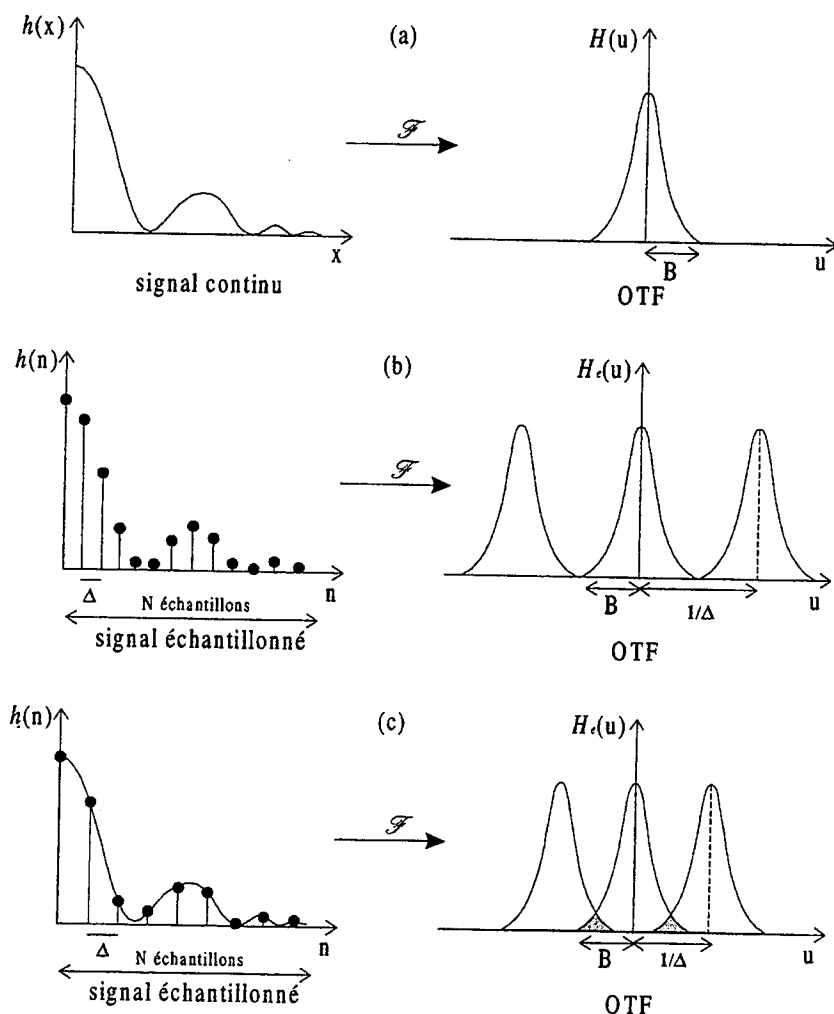 h(x)
(a)
H(u)
ℱ
x
B
u
signal continu
OTF
h(n)
(b)
Hₑ(u)
ℱ
Δ
N échantillons
n
B
1/Δ
u
signal échantillonné
OTF
h(n)
(c)
Hₑ(u)
ℱ
Δ
N échantillons
n
B
1/Δ
u
signal échantillonné
OTF